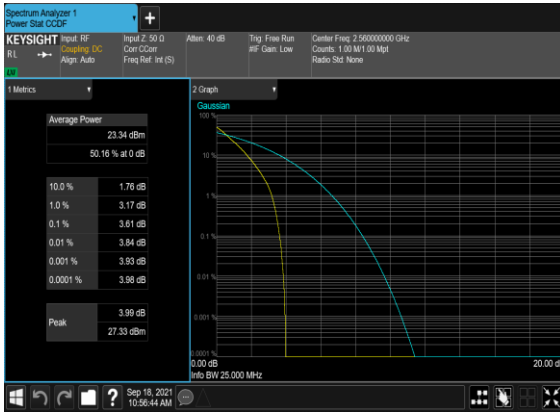 Spectrum Analyzer 1
Power Stat CCDF
KEYSIGHT
RL
LV
Input: RF
Coupling: DC
Align: Auto
Input Z: 50 Ω
Corr CCorr
Freq Ref: Int (S)
Atten: 40 dB
Trig: Free Run
#IF Gain: Low
Center Freq: 2.560000000 GHz
Counts: 1.00 M/1.00 Mpt
Radio Std: None
1 Metrics
Average Power
23.34 dBm
50.16 % at 0 dB
10.0 % 1.76 dB
1.0 % 3.17 dB
0.1 % 3.61 dB
0.01 % 3.84 dB
0.001 % 3.93 dB
0.0001 % 3.98 dB
Peak
3.99 dB
27.33 dBm
2 Graph
Gaussian
100 %
10 %
1 %
0.1 %
0.01 %
0.001 %
0.0001 %
0.00 dB
20.00
Info BW 25.000 MHz
?
Sep 18, 2021
10:56:44 AM